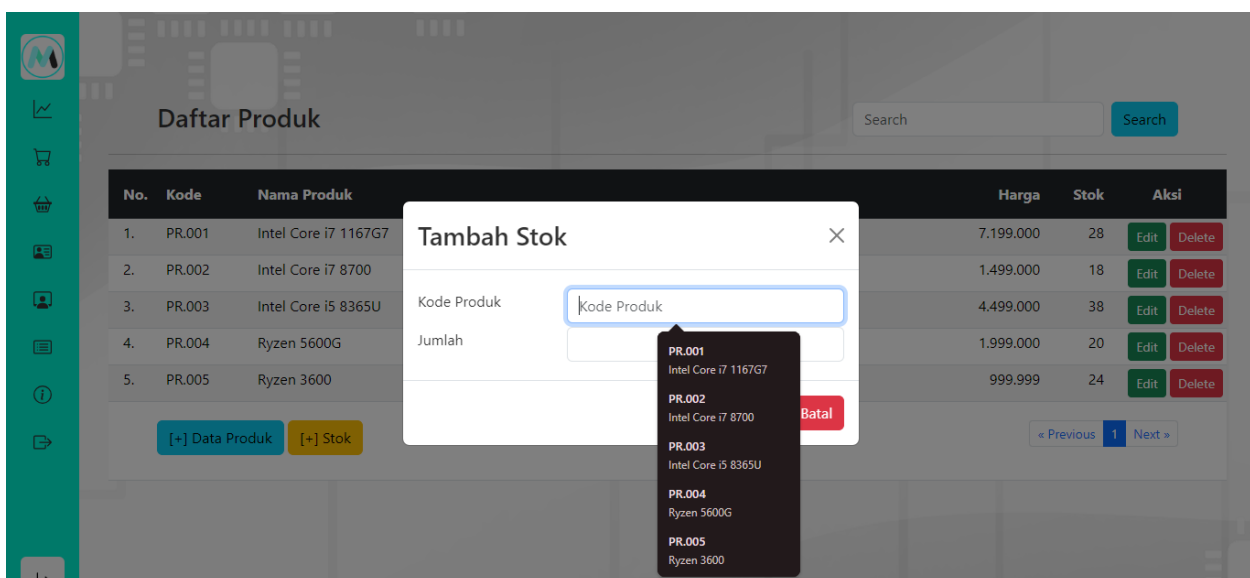 M
Daftar Produk
Search
Search
No. Kode Nama Produk Harga Stok Aksi
1. PR.001 Intel Core i7 1167G7 7.199.000 28 Edit Delete
2. PR.002 Intel Core i7 8700 1.499.000 18 Edit Delete
3. PR.003 Intel Core i5 8365U 4.499.000 38 Edit Delete
4. PR.004 Ryzen 5600G 1.999.000 20 Edit Delete
5. PR.005 Ryzen 3600 999.999 24 Edit Delete
[+] Data Produk [+] Stok
« Previous 1 Next »
Tambah Stok
Kode Produk Kode Produk
Jumlah
Batal
PR.001
Intel Core i7 1167G7
PR.002
Intel Core i7 8700
PR.003
Intel Core i5 8365U
PR.004
Ryzen 5600G
PR.005
Ryzen 3600